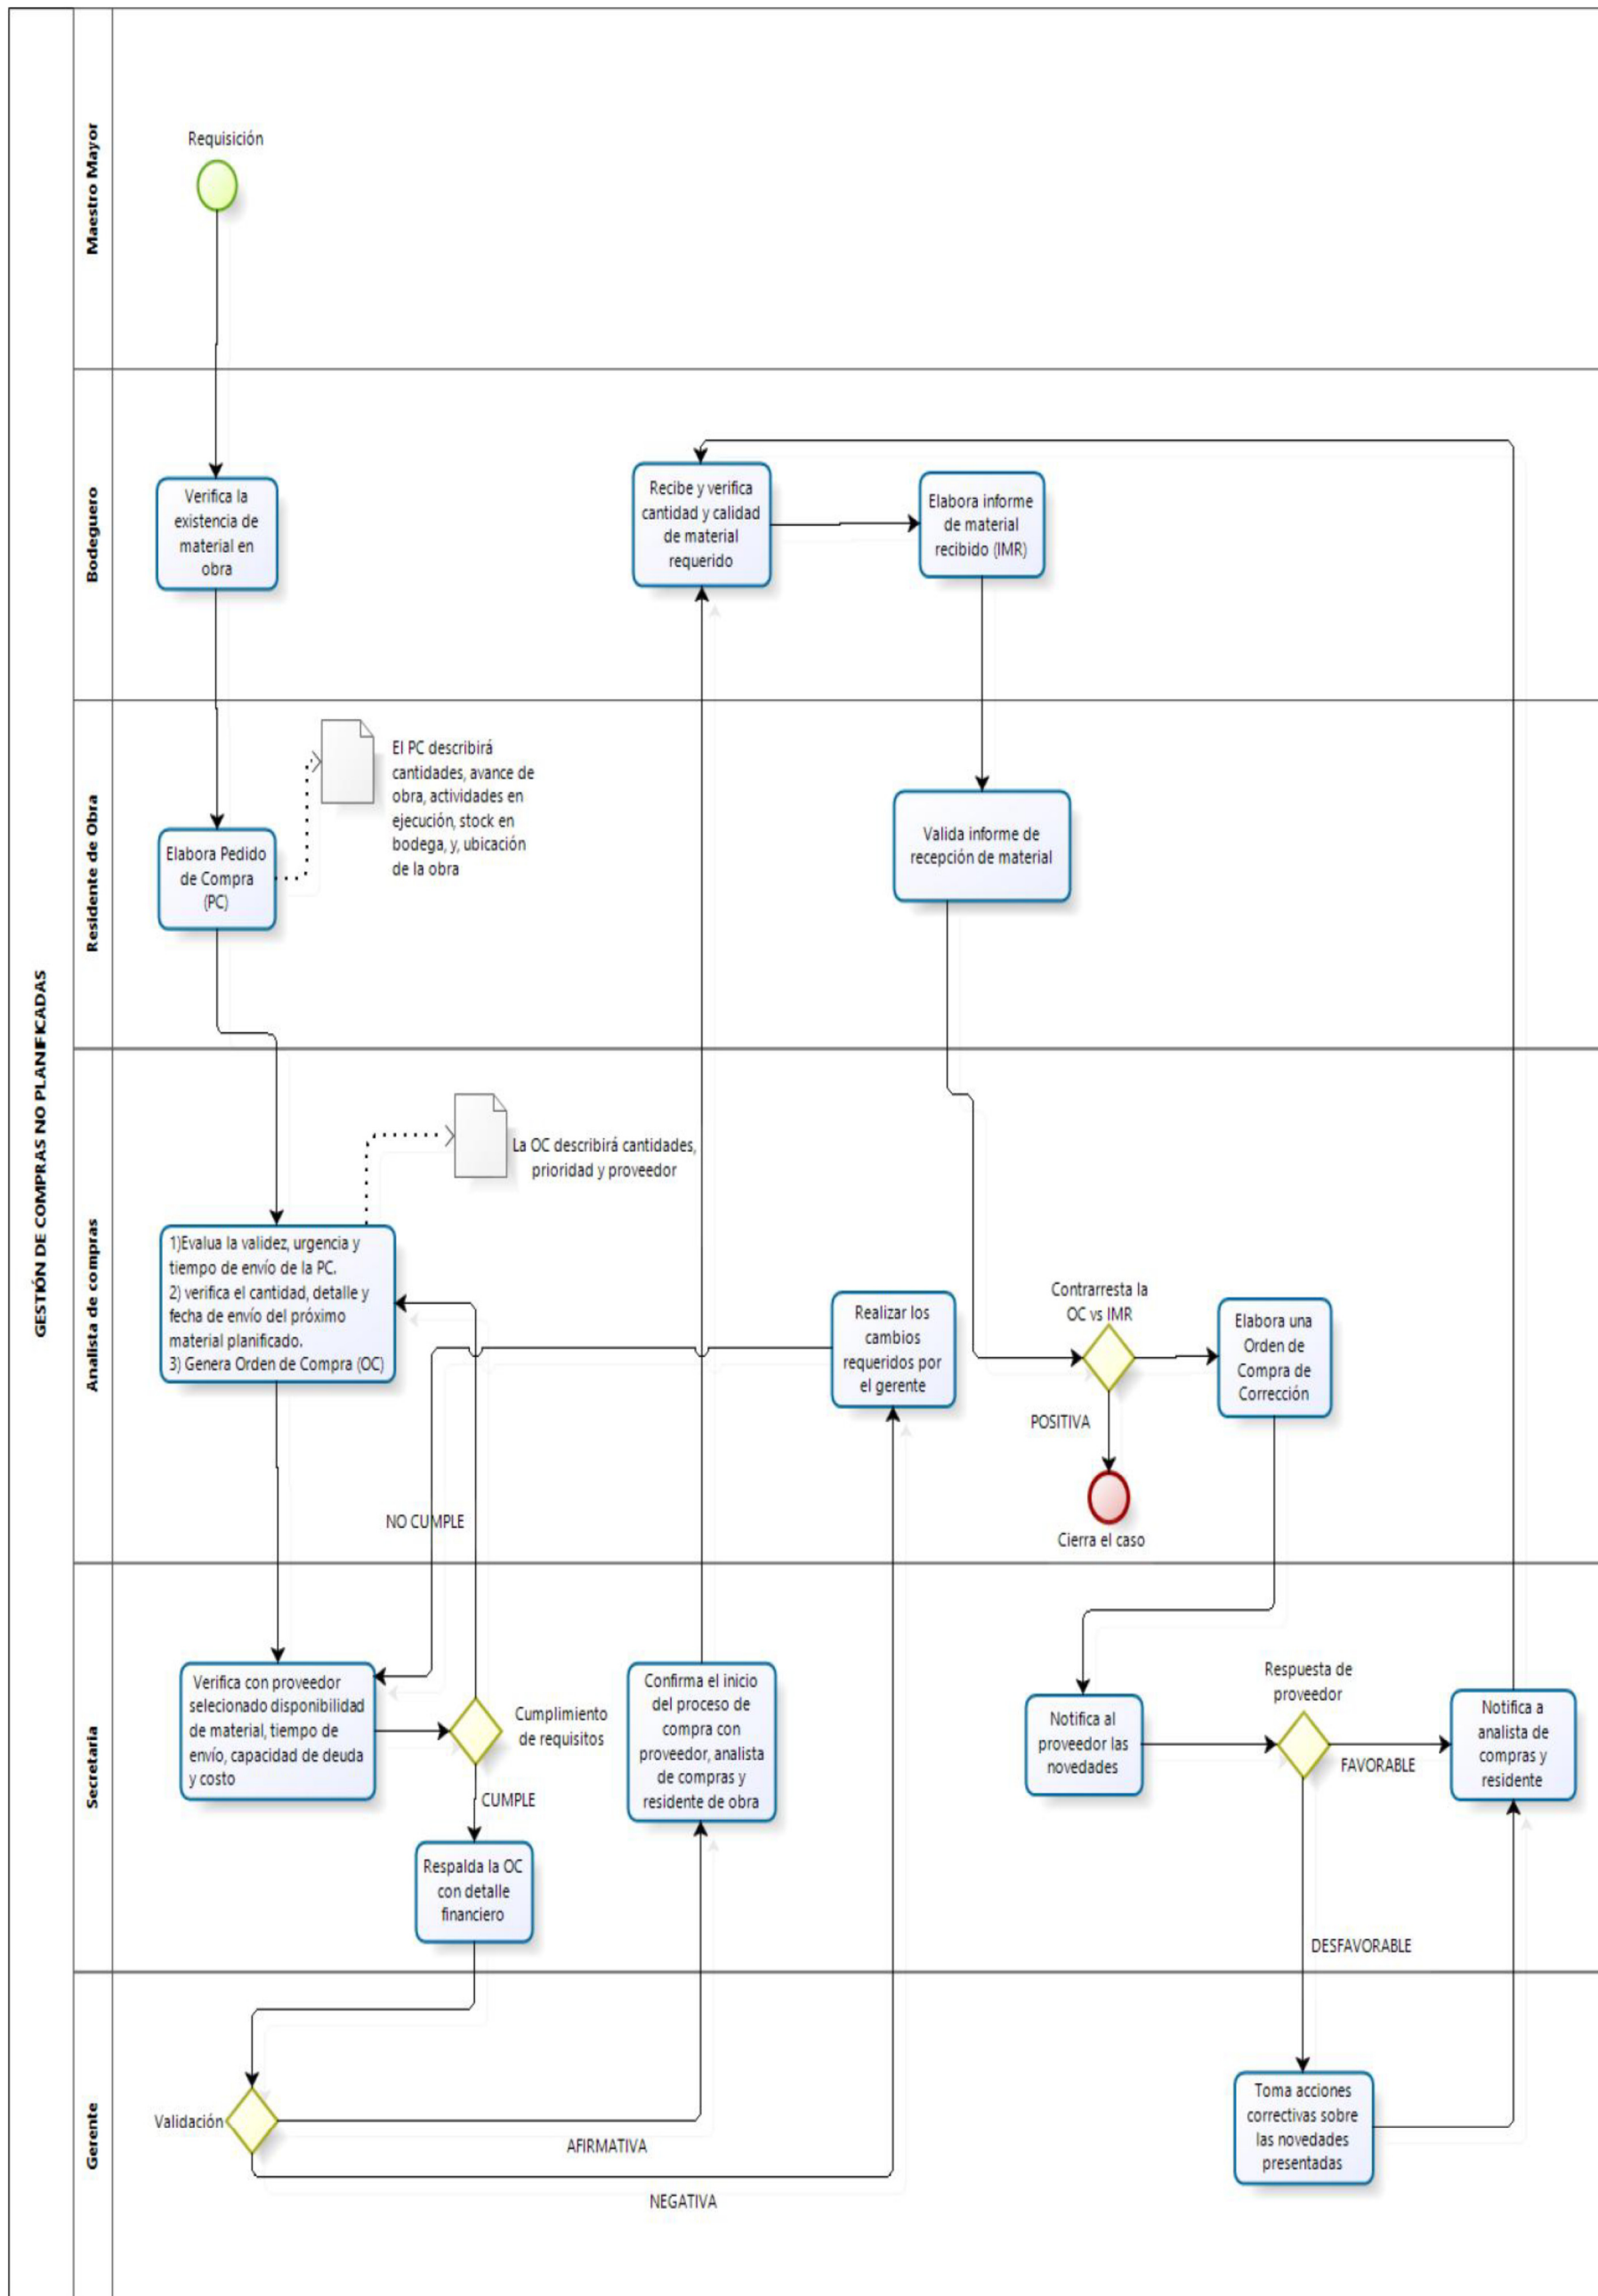 GESTIÓN DE COMPRAS NO PLANIFICADAS
Maestro Mayor
Requisición
Bodeguero
Verifica la
existencia de
material en
obra
Recibe y verifica
cantidad y calidad
de material
requerido
Elabora informe
de material
recibido (IMR)
Residente de Obra
Elabora Pedido
de Compra
(PC)
El PC describirá
cantidades, avance de
obra, actividades en
ejecución, stock en
bodega, y, ubicación
de la obra
Valida informe de
recepción de material
Analista de compras
La OC describirá cantidades,
prioridad y proveedor
1)Evalua la validez, urgencia y
tiempo de envío de la PC.
2) verifica el cantidad, detalle y
fecha de envío del próximo
material planificado.
3) Genera Orden de Compra (OC)
NO CUMPLE
Realizar los
cambios
requeridos por
el gerente
Contrarresta la
OC vs IMR
POSITIVA
Cierra el caso
Elabora una
Orden de
Compra de
Corrección
Secretaria
Verifica con proveedor
selecionado disponibilidad
de material, tiempo de
envío, capacidad de deuda
y costo
Cumplimiento
de requisitos
CUMPLE
Respalda la OC
con detalle
financiero
Confirma el inicio
del proceso de
compra con
proveedor, analista
de compras y
residente de obra
Notifica al
proveedor las
novedades
Respuesta de
proveedor
FAVORABLE
DESFAVORABLE
Notifica a
analista de
compras y
residente
Gerente
Validación
AFIRMATIVA
NEGATIVA
Toma acciones
correctivas sobre
las novedades
presentadas